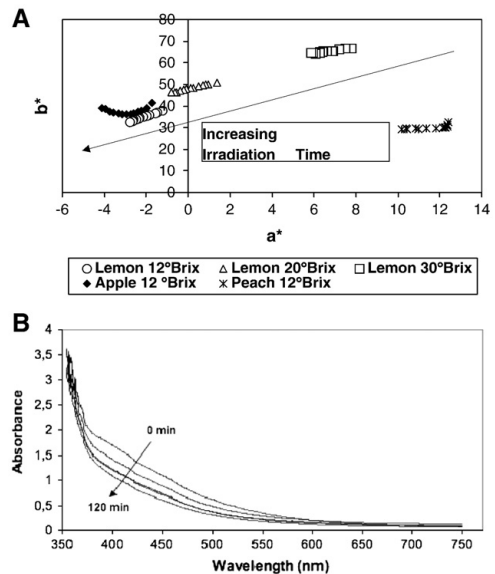 A
80
70
60
50
40
30
20
10
0
b*
Increasing
Irradiation Time
-6 -4 -2 0 2 4 6 8 10 12 14
a*
Lemon 12ºBrix Lemon 20ºBrix Lemon 30ºBrix
Apple 12 ºBrix Peach 12ºBrix
B
4
3,5
3
2,5
2
1,5
1
0,5
0
Absorbance
0 min
120 min
350 400 450 500 550 600 650 700 750
Wavelength (nm)